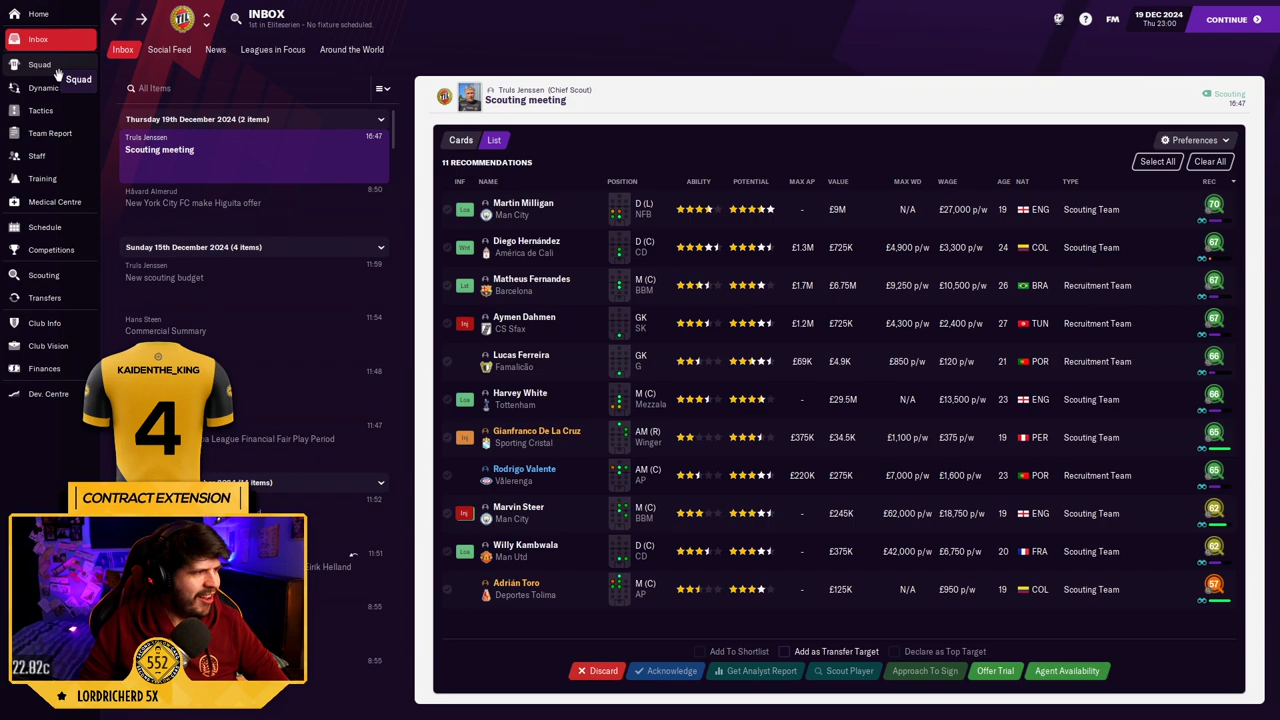 Home
Inbox
Squad
Squad
Dynamic
Tactics
Team Report
Staff
Training
Medical Centre
Schedule
Competitions
Scouting
Transfers
Club Info
Club Vision
Finances
Dev. Centre
INBOX
1st in Eliteserien - No fixture scheduled.
FM
19 DEC 2024
Thu 23:00
CONTINUE
Inbox Social Feed News Leagues in Focus Around the World
All Items
Thursday 19th December 2024 (2 items)
Truls Jenssen 16:47
Scouting meeting
Håvard Almerud 8:50
New York City FC make Higuita offer
Sunday 15th December 2024 (4 items)
Truls Jenssen 11:59
New scouting budget
Hans Steen 11:54
Commercial Summary
11:48
11:47
a League Financial Fair Play Period
2024 (14 items)
11:52
11:51
Eirik Helland
8:55
8:55
KAIDENTHE_KING
4
CONTRACT EXTENSION
22.82c
552
LORDRICHERD 5X
Truls Jenssen (Chief Scout)
Scouting meeting
Scouting
16:47
Cards List
Preferences
11 RECOMMENDATIONS
Select All Clear All
INF NAME POSITION ABILITY POTENTIAL MAX AP VALUE MAX WD WAGE AGE NAT TYPE REC
Loa Martin Milligan D (L) - £9M N/A £27,000 p/w 19 ENG Scouting Team 70
Man City NFB
Wnt Diego Hernández D (C) £1.3M £725K £4,900 p/w £3,300 p/w 24 COL Scouting Team 67
América de Cali CD
Lst Matheus Fernandes M (C) £1.7M £6.75M £9,250 p/w £10,500 p/w 26 BRA Recruitment Team 67
Barcelona BBM
Inj Aymen Dahmen GK £1.2M £725K £4,300 p/w £2,400 p/w 27 TUN Recruitment Team 67
CS Sfax SK
Lucas Ferreira GK £69K £4.9K £850 p/w £120 p/w 21 POR Recruitment Team 66
Famalicão G
Loa Harvey White M (C) - £29.5M N/A £13,500 p/w 23 ENG Scouting Team 66
Tottenham Mezzala
Inj Gianfranco De La Cruz AM (R) £375K £34.5K £1,100 p/w £375 p/w 19 PER Scouting Team 65
Sporting Cristal Winger
Rodrigo Valente AM (C) £220K £275K £7,000 p/w £1,600 p/w 23 POR Scouting Team 65
Vålerenga AP
Inj Marvin Steer M (C) - £245K £62,000 p/w £18,750 p/w 19 ENG Scouting Team 62
Man City BBM
Loa Willy Kambwala D (C) - £375K £42,000 p/w £6,750 p/w 20 FRA Scouting Team 62
Man Utd CD
Adrián Toro M (C) - £125K N/A £950 p/w 19 COL Scouting Team 57
Deportes Tolima AP
Add To Shortlist Add as Transfer Target Declare as Top Target
Discard Acknowledge Get Analyst Report Scout Player Approach To Sign Offer Trial Agent Availability